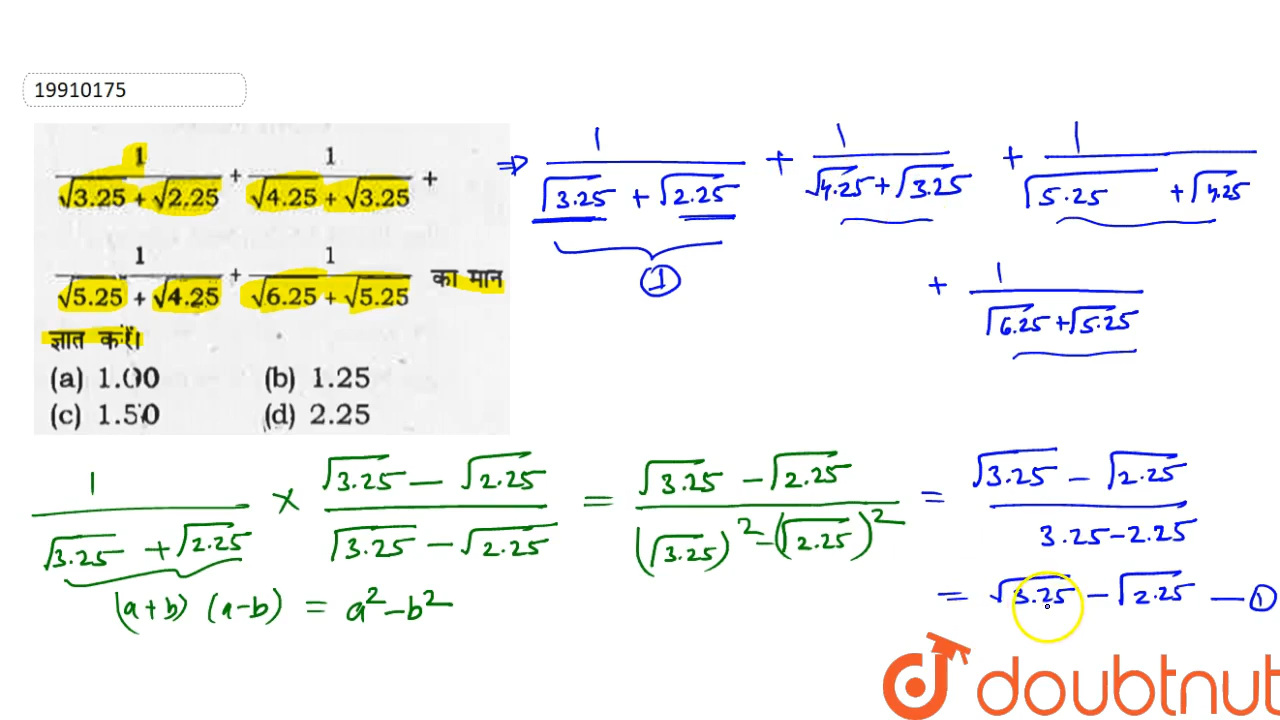 19910175
1/(√3.25 + √2.25) + 1/(√4.25 + √3.25) +
1/(√5.25 + √4.25) + 1/(√6.25 + √5.25) का मान
ज्ञात करें।
(a) 1.00 (b) 1.25
(c) 1.50 (d) 2.25
⇒ 1/(√3.25 + √2.25) + 1/(√4.25 + √3.25) + 1/(√5.25 + √4.25)
①
+ 1/(√6.25 + √5.25)
1/(√3.25 + √2.25) × (√3.25 − √2.25)/(√3.25 − √2.25) = (√3.25 − √2.25)/((√3.25)² − (√2.25)²) = (√3.25 − √2.25)/(3.25 − 2.25)
(a+b) (a−b) = a² − b²
= √3.25 − √2.25 — ①
doubtnut